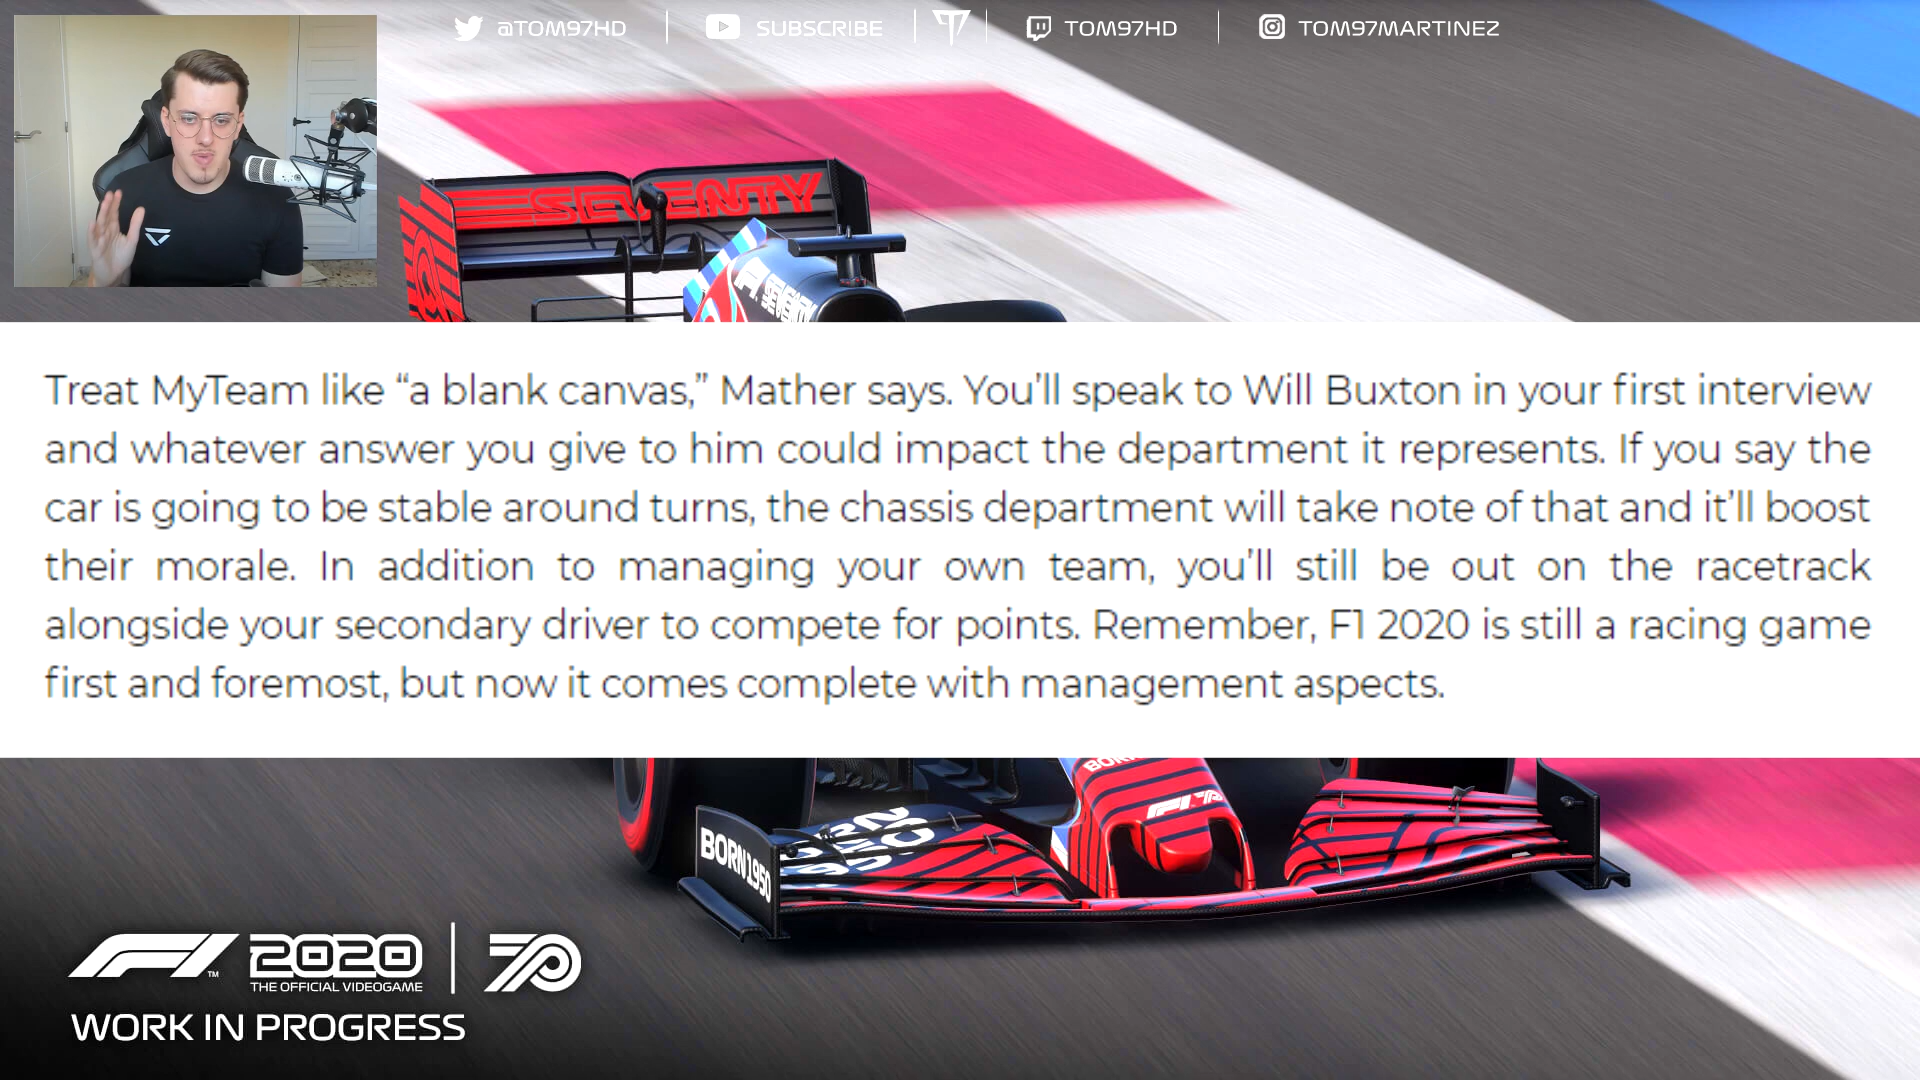 @TOM97HD
SUBSCRIBE
TOM97HD
TOM97MARTINEZ
SEVENTY
Treat MyTeam like “a blank canvas,” Mather says. You’ll speak to Will Buxton in your first interview
and whatever answer you give to him could impact the department it represents. If you say the
car is going to be stable around turns, the chassis department will take note of that and it’ll boost
their morale. In addition to managing your own team, you’ll still be out on the racetrack
alongside your secondary driver to compete for points. Remember, F1 2020 is still a racing game
first and foremost, but now it comes complete with management aspects.
F1 70
BORN 1950
F1™ 2020
70
THE OFFICIAL VIDEOGAME
WORK IN PROGRESS